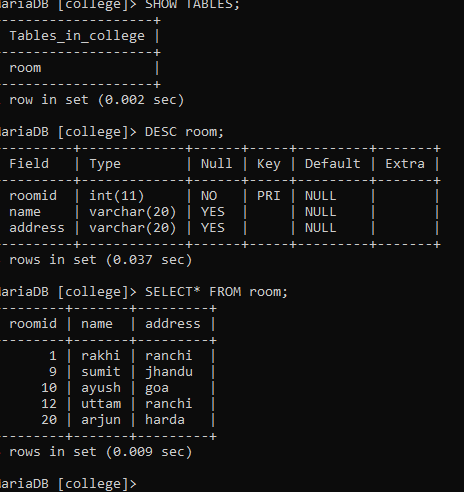 MariaDB [college]> SHOW TABLES;
-------------------+
 Tables_in_college |
-------------------+
 room              |
-------------------+
 row in set (0.002 sec)
ariaDB [college]> DESC room;
---------+-------------+------+-----+---------+-------+
 Field   | Type        | Null | Key | Default | Extra |
---------+-------------+------+-----+---------+-------+
 roomid  | int(11)     | NO   | PRI | NULL    |       |
 name    | varchar(20) | YES  |     | NULL    |       |
 address | varchar(20) | YES  |     | NULL    |       |
---------+-------------+------+-----+---------+-------+
 rows in set (0.037 sec)
ariaDB [college]> SELECT* FROM room;
--------+-------+---------+
 roomid | name  | address |
--------+-------+---------+
      1 | rakhi | ranchi  |
      9 | sumit | jhandu  |
     10 | ayush | goa     |
     12 | uttam | ranchi  |
     20 | arjun | harda   |
--------+-------+---------+
 rows in set (0.009 sec)
ariaDB [college]>